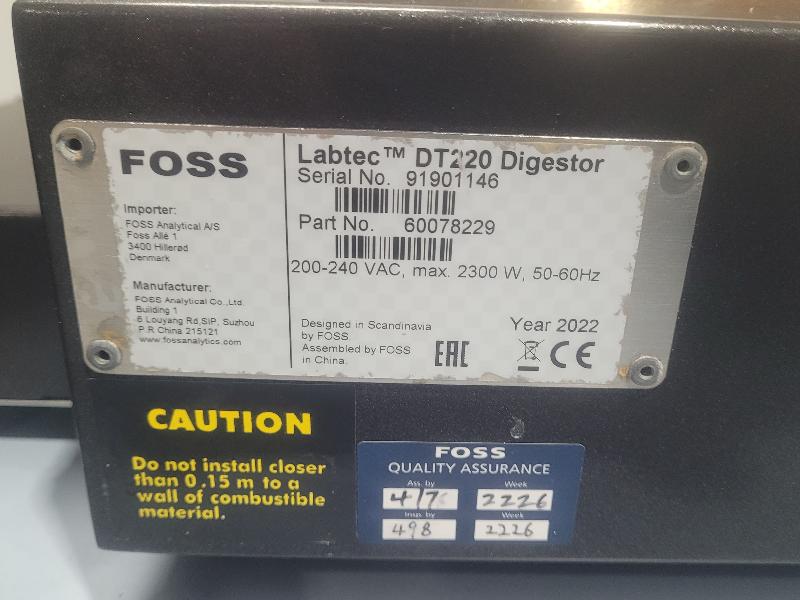 FOSS
Importer:
FOSS Analytical A/S
Foss Allé 1
3400 Hillerød
Denmark
Manufacturer:
FOSS Analytical Co.,Ltd.
Building 1
6 Louyang Rd,SIP, Suzhou
P.R.China 215121
www.fossanalytics.com
Labtec™ DT220 Digestor
Serial No. 91901146
Part No. 60078229
200-240 VAC, max. 2300 W, 50-60Hz
Designed in Scandinavia
by FOSS.
Assembled by FOSS
in China.
Year 2022
EAC
CE
CAUTION
Do not install closer
than 0.15 m to a
wall of combustible
material.
FOSS
QUALITY ASSURANCE
Ass. by Week
2226
Insp. by Week
498 2226